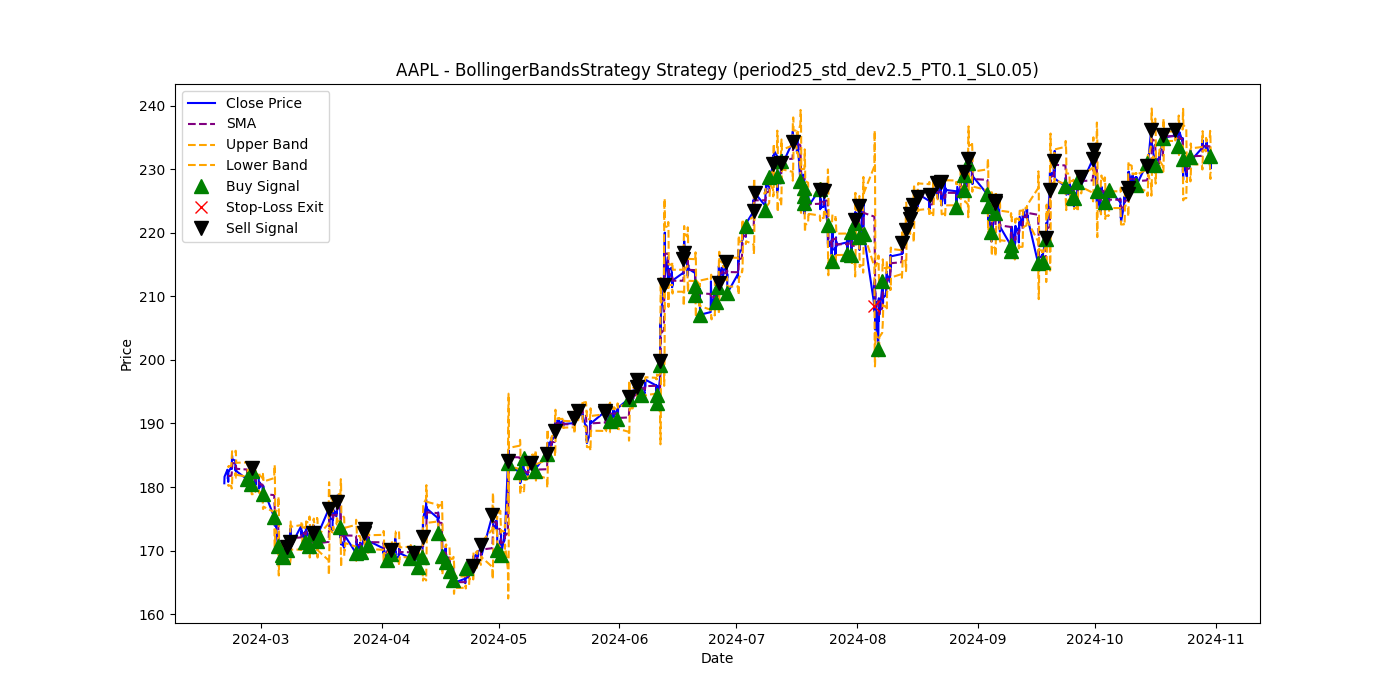 AAPL - BollingerBandsStrategy Strategy (period25_std_dev2.5_PT0.1_SL0.05)
Close Price
SMA
Upper Band
Lower Band
Buy Signal
Stop-Loss Exit
Sell Signal
Price
240
230
220
210
200
190
180
170
160
2024-03 2024-04 2024-05 2024-06 2024-07 2024-08 2024-09 2024-10 2024-11
Date